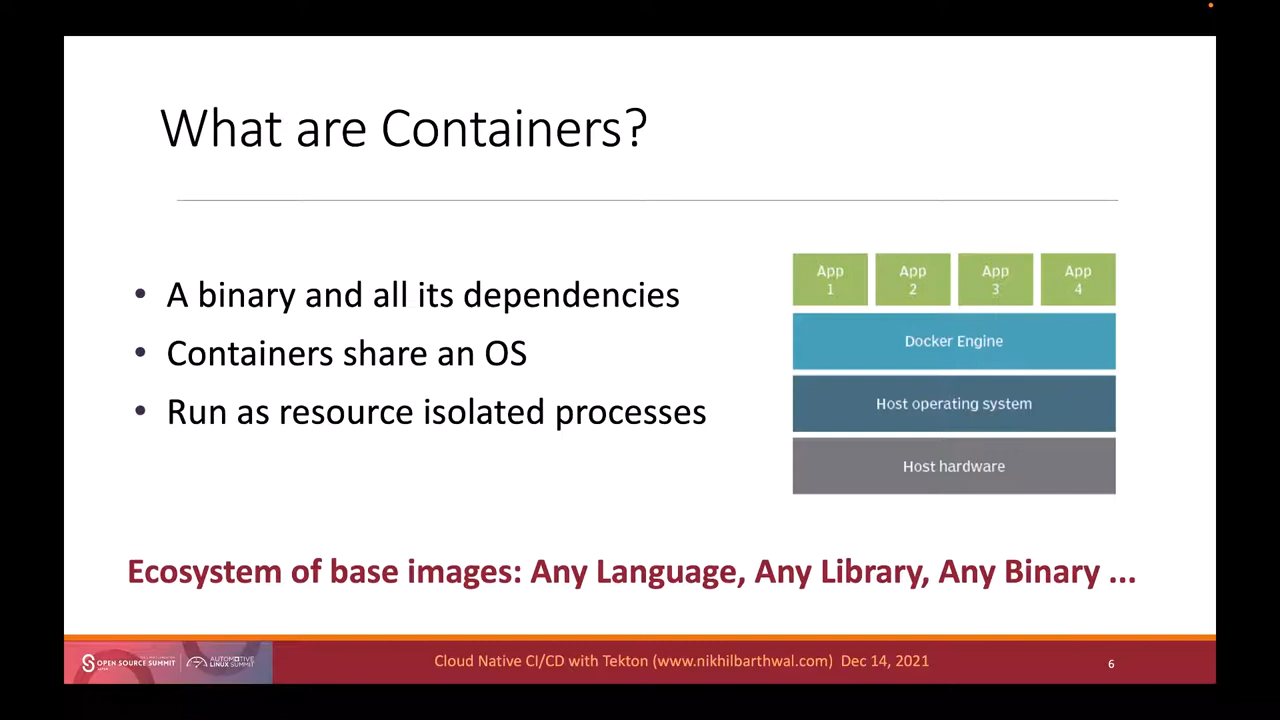 What are Containers?
• A binary and all its dependencies
• Containers share an OS
• Run as resource isolated processes
App 1
App 2
App 3
App 4
Docker Engine
Host operating system
Host hardware
Ecosystem of base images: Any Language, Any Library, Any Binary ...
OPEN SOURCE SUMMIT
AUTOMOTIVE
LINUX SUMMIT
Cloud Native CI/CD with Tekton (www.nikhilbarthwal.com) Dec 14, 2021
6